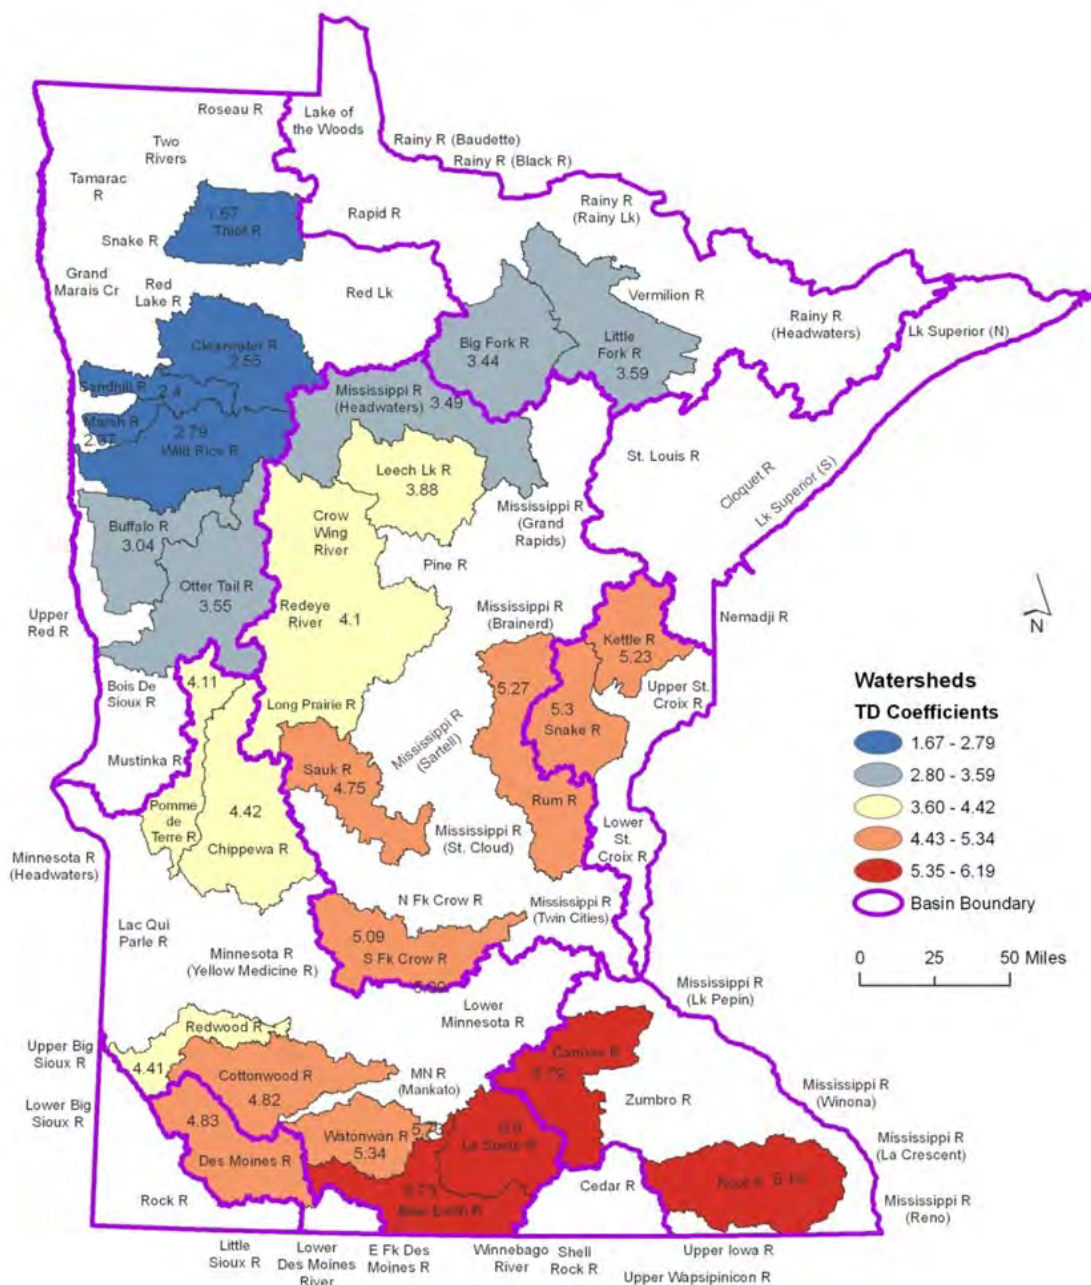 Roseau R
Lake of
the Woods
Rainy R (Baudette)
Rainy R (Black R)
Two
Rivers
Tamarac
R
Rapid R
Rainy R
(Rainy Lk)
1.67
Thief R
Snake R
Grand
Marais Cr
Red
Lake R
Red Lk
Vermilion R
Rainy R
(Headwaters)
Lk Superior (N)
Clearwater R
2.55
Big Fork R
3.44
Little
Fork R
3.59
Sandhill R
2.4
Mississippi R
(Headwaters)
3.49
Marsh R
2.79
Wild Rice R
Leech Lk R
3.88
St. Louis R
Cloquet R
Lk Superior (S)
Mississippi R
(Grand
Rapids)
Buffalo R
3.04
Crow
Wing
River
Pine R
Otter Tail R
3.55
Upper
Red R
Redeye
River
4.1
Mississippi R
(Brainerd)
Nemadji R
N
Kettle R
5.23
Bois De
Sioux R
4.11
Long Prairie R
5.27
5.3
Snake R
Upper St.
Croix R
Watersheds
TD Coefficients
1.67 - 2.79
2.80 - 3.59
3.60 - 4.42
4.43 - 5.34
5.35 - 6.19
Basin Boundary
Mustinka R
Mississippi R
(Sartell)
Sauk R
4.75
Rum R
Pomme
de
Terre R
4.42
Chippewa R
Mississippi R
(St. Cloud)
Lower
St.
Croix R
Minnesota R
(Headwaters)
N Fk Crow R
Mississippi R
(Twin Cities)
Lac Qui
Parle R
Minnesota R
(Yellow Medicine R)
5.09
S Fk Crow R
0 25 50 Miles
Mississippi R
(Lk Pepin)
Lower
Minnesota R
Redwood R
Upper Big
Sioux R
4.41
Cottonwood R
4.82
MN R
(Mankato)
Cannon R
Zumbro R
Mississippi R
(Winona)
Lower Big
Sioux R
4.83
Watonwan R
5.34
Le Sueur R
Mississippi R
(La Crescent)
Des Moines R
Rock R
Blue Earth R
Cedar R
Root R
Mississippi R
(Reno)
Little
Sioux R
Lower
Des Moines
River
E Fk Des
Moines R
Winnebago
River
Shell
Rock R
Upper Iowa R
Upper Wapsipinicon R